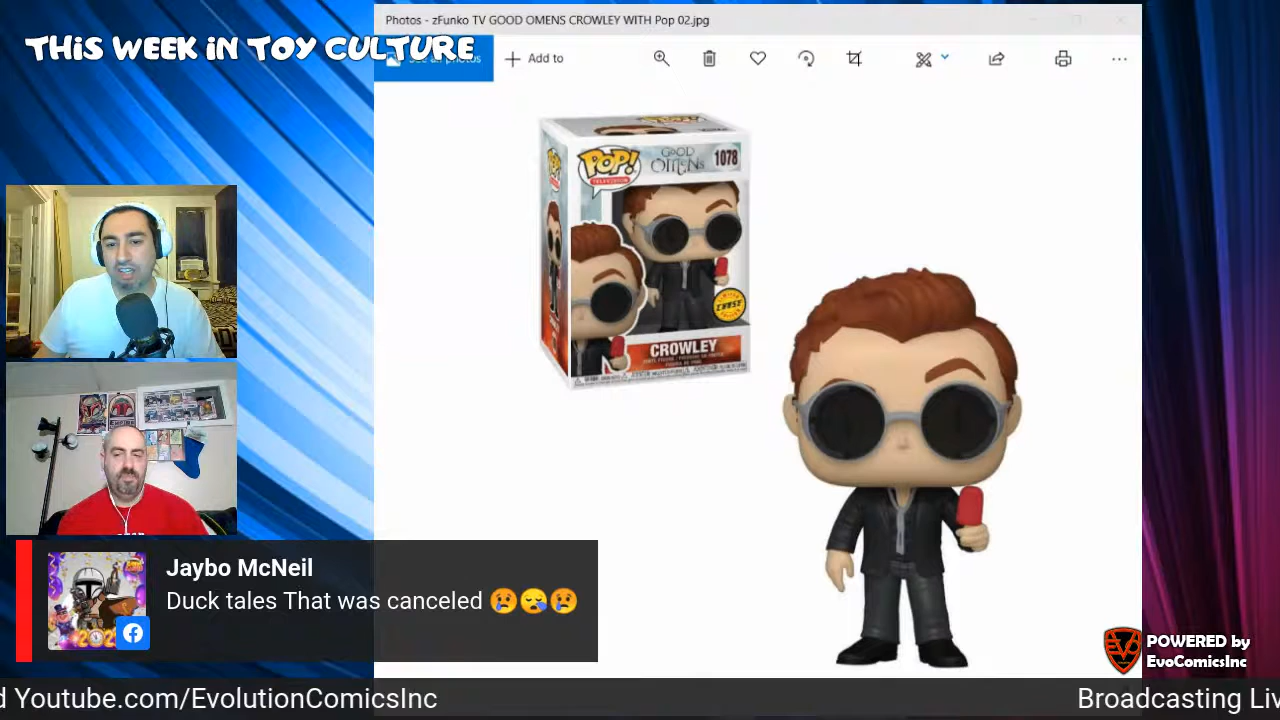 Photos - zFunko TV GOOD OMENS CROWLEY WITH Pop 02.jpg
THiS WEEK iN TOY CULTURE
Add to
POP!
TELEVISION
GOOD OMENS
1078
CHASE
CROWLEY
Jaybo McNeil
Duck tales That was canceled 😢😪😢
POWERED by
EvoComicsInc
d Youtube.com/EvolutionComicsInc
Broadcasting Liv